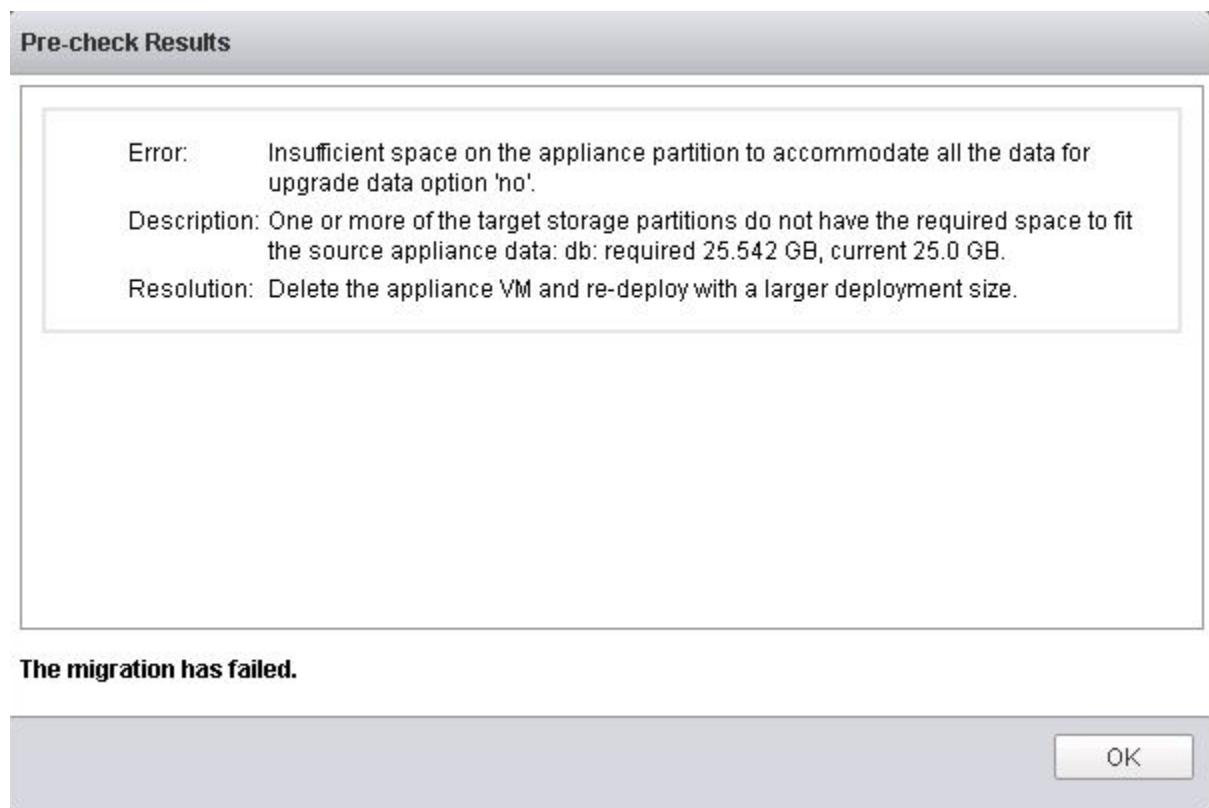 Pre-check Results
Error: Insufficient space on the appliance partition to accommodate all the data for
upgrade data option 'no'.
Description: One or more of the target storage partitions do not have the required space to fit
the source appliance data: db: required 25.542 GB, current 25.0 GB.
Resolution: Delete the appliance VM and re-deploy with a larger deployment size.
The migration has failed.
OK